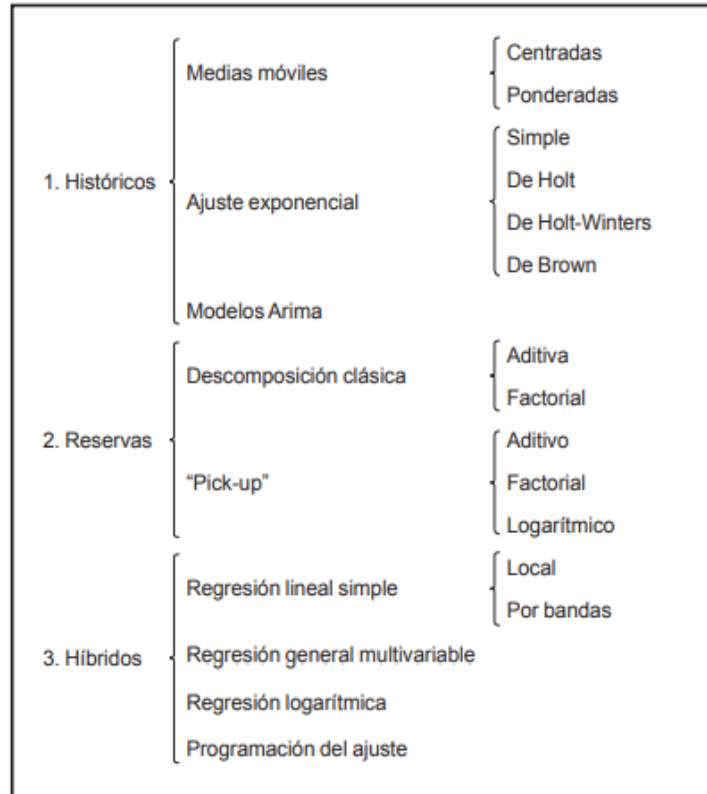 1. Históricos
Medias móviles
Centradas
Ponderadas
Ajuste exponencial
Simple
De Holt
De Holt-Winters
De Brown
Modelos Arima
2. Reservas
Descomposición clásica
Aditiva
Factorial
“Pick-up”
Aditivo
Factorial
Logarítmico
3. Híbridos
Regresión lineal simple
Local
Por bandas
Regresión general multivariable
Regresión logarítmica
Programación del ajuste